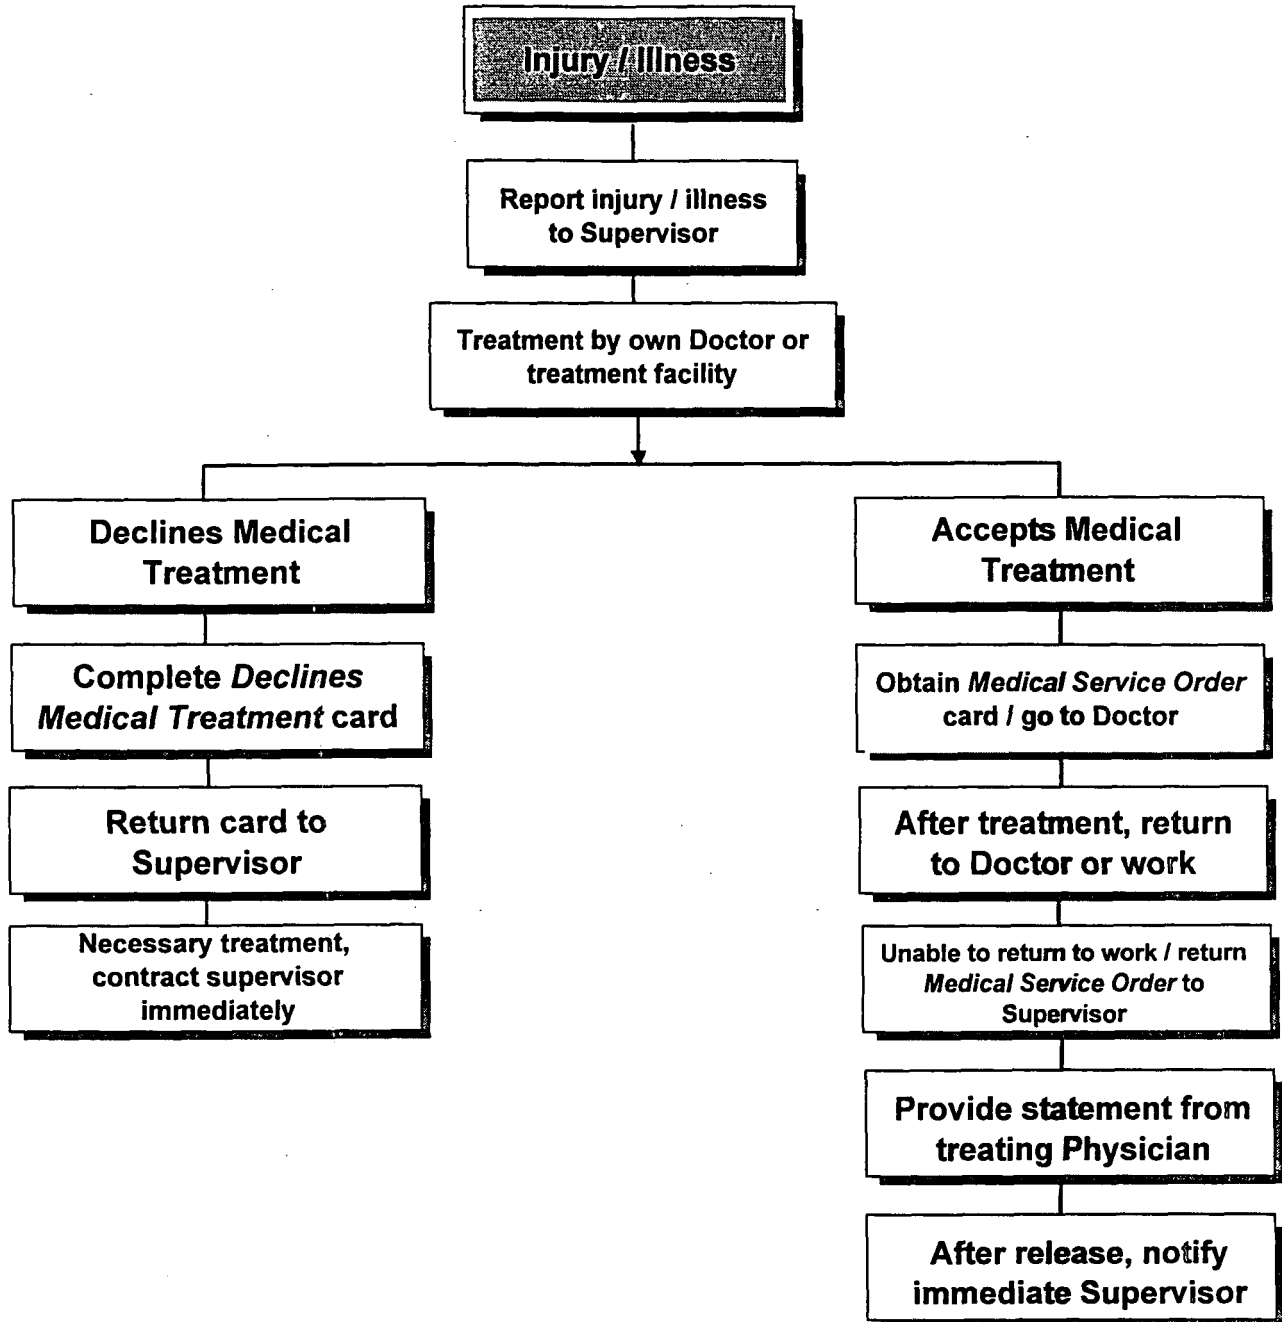 Injury / Illness
Report injury / illness
to Supervisor
Treatment by own Doctor or
treatment facility
Declines Medical
Treatment
Complete Declines
Medical Treatment card
Return card to
Supervisor
Necessary treatment,
contract supervisor
immediately
Accepts Medical
Treatment
Obtain Medical Service Order
card / go to Doctor
After treatment, return
to Doctor or work
Unable to return to work / return
Medical Service Order to
Supervisor
Provide statement from
treating Physician
After release, notify
immediate Supervisor